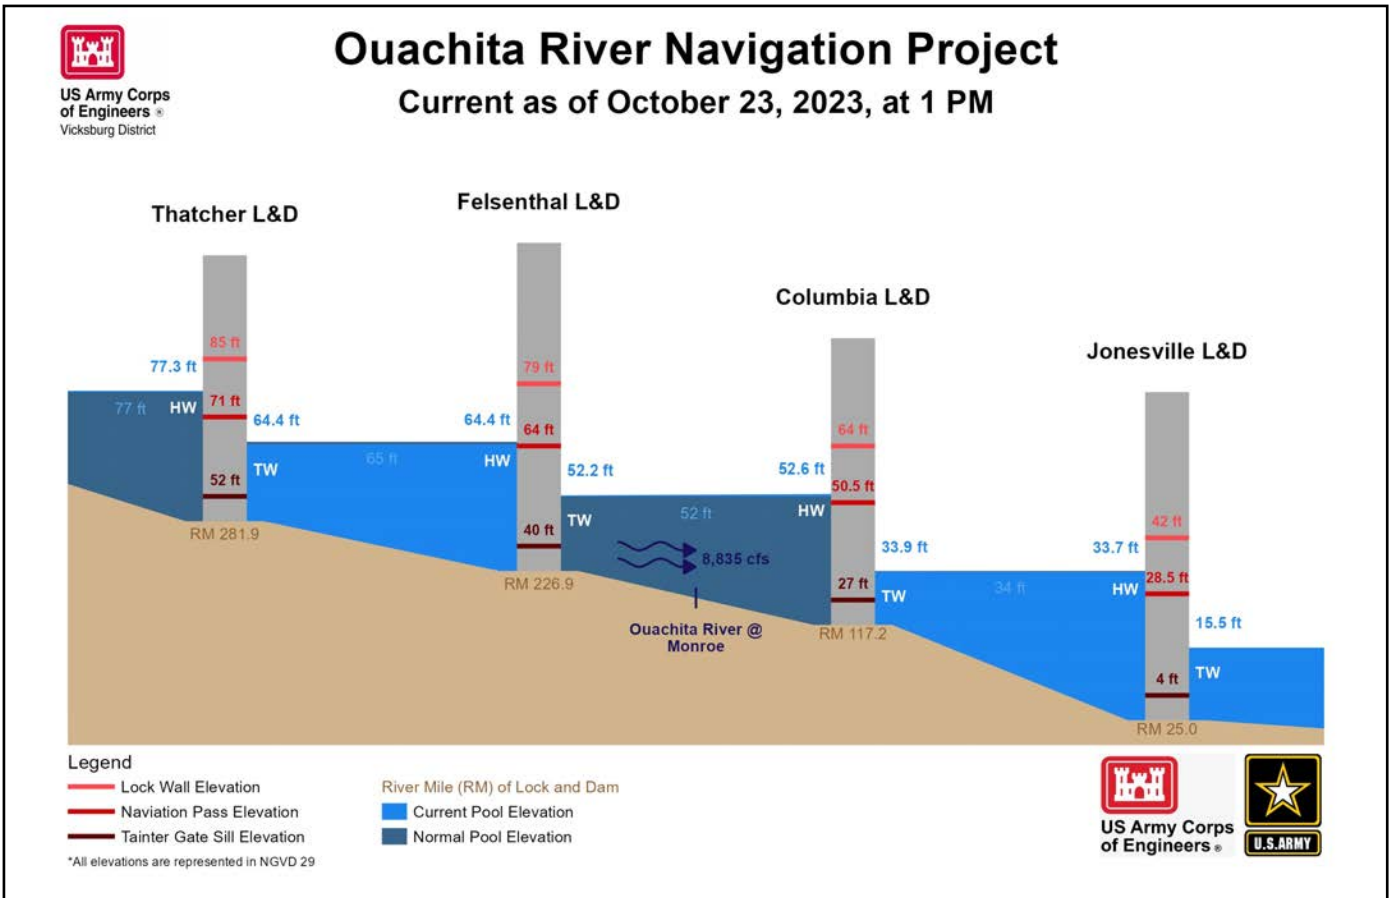 US Army Corps
of Engineers ®
Vicksburg District
Ouachita River Navigation Project
Current as of October 23, 2023, at 1 PM
Thatcher L&D
Felsenthal L&D
Columbia L&D
Jonesville L&D
85 ft
77.3 ft
77 ft
HW
71 ft
64.4 ft
TW
52 ft
RM 281.9
65 ft
79 ft
64.4 ft
HW
64 ft
52.2 ft
TW
40 ft
RM 226.9
52 ft
8,835 cfs
Ouachita River @
Monroe
64 ft
52.6 ft
HW
50.5 ft
33.9 ft
TW
27 ft
RM 117.2
34 ft
42 ft
33.7 ft
HW
28.5 ft
15.5 ft
TW
4 ft
RM 25.0
Legend
Lock Wall Elevation
Naviation Pass Elevation
Tainter Gate Sill Elevation
*All elevations are represented in NGVD 29
River Mile (RM) of Lock and Dam
Current Pool Elevation
Normal Pool Elevation
US Army Corps
of Engineers ®
U.S.ARMY